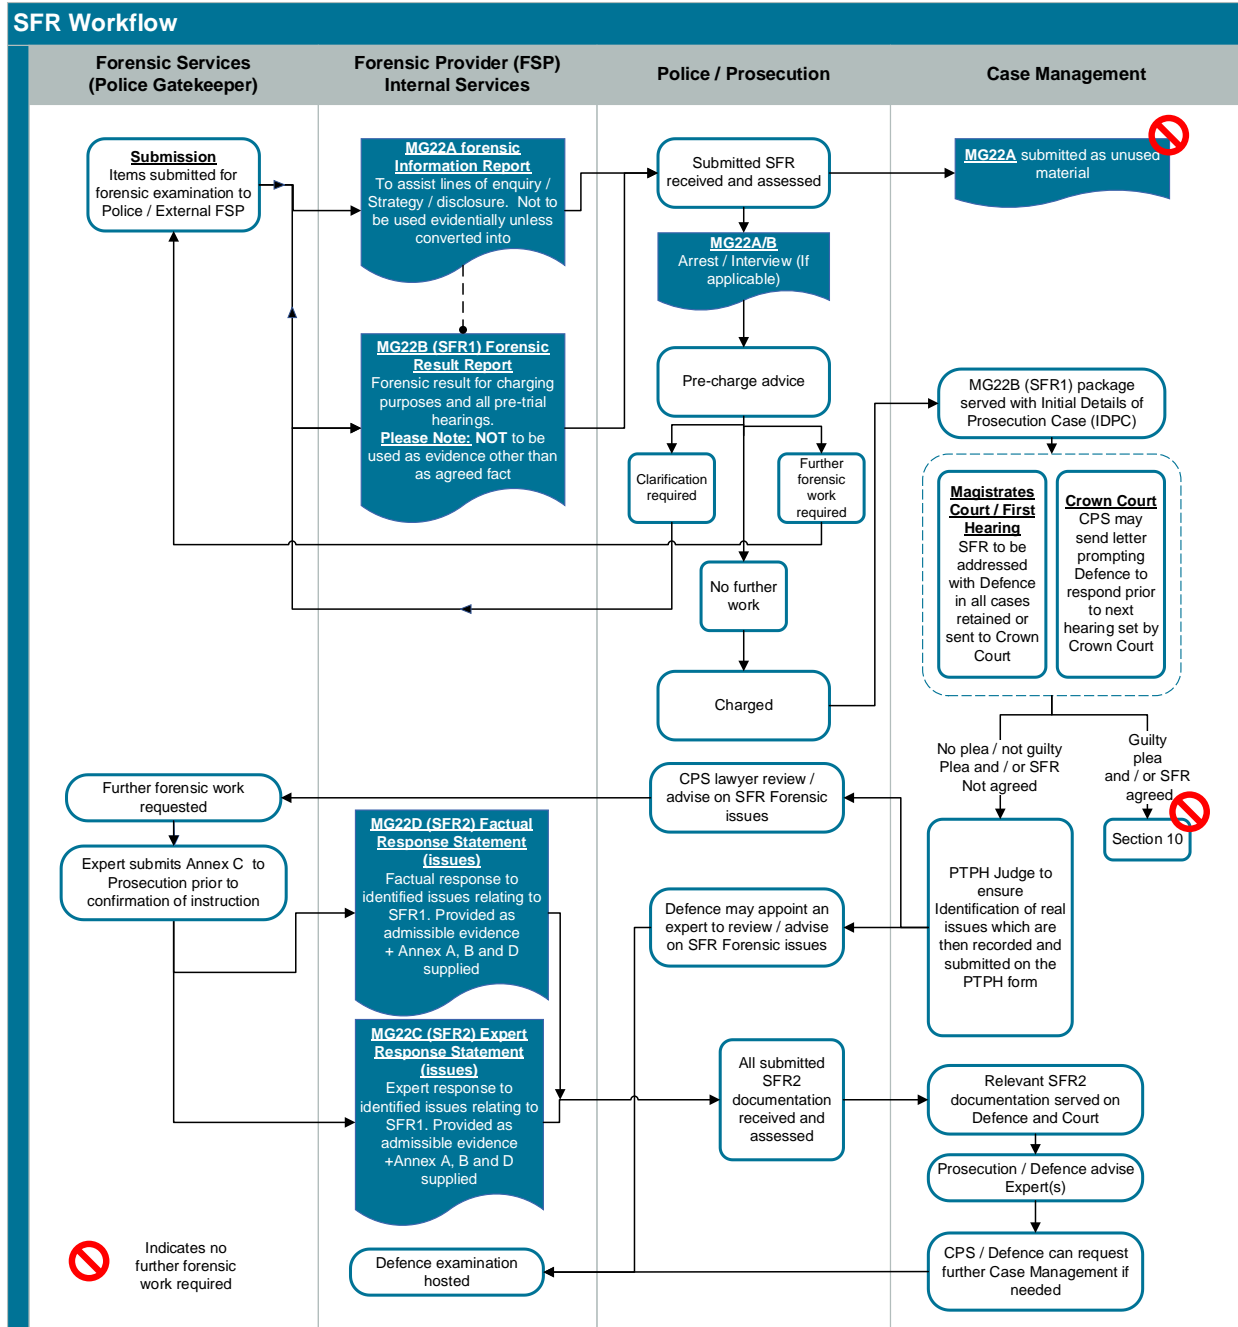 SFR Workflow
Forensic Services
(Police Gatekeeper)
Forensic Provider (FSP)
Internal Services
Police / Prosecution
Case Management
Submission
Items submitted for
forensic examination to
Police / External FSP
MG22A forensic
Information Report
To assist lines of enquiry /
Strategy / disclosure.  Not to
be used evidentially unless
converted into
Submitted SFR
received and assessed
MG22A submitted as unused
material
MG22A/B
Arrest / Interview (If
applicable)
MG22B (SFR1) Forensic
Result Report
Forensic result for charging
purposes and all pre-trial
hearings.
Please Note: NOT to be
used as evidence other than
as agreed fact
Pre-charge advice
MG22B (SFR1) package
served with Initial Details of
Prosecution Case (IDPC)
Clarification
required
Further
forensic
work
required
Magistrates
Court / First
Hearing
SFR to be
addressed
with Defence
in all cases
retained or
sent to Crown
Court
Crown Court
CPS may
send letter
prompting
Defence to
respond prior
to next
hearing set by
Crown Court
No further
work
Charged
No plea / not guilty
Plea and / or SFR
Not agreed
Guilty
plea
and / or SFR
agreed
Further forensic work
requested
CPS lawyer review /
advise on SFR Forensic
issues
Section 10
Expert submits Annex C  to
Prosecution prior to
confirmation of instruction
MG22D (SFR2) Factual
Response Statement
(issues)
Factual response to
identified issues relating to
SFR1. Provided as
admissible evidence
+ Annex A, B and D
supplied
Defence may appoint an
expert to review / advise
on SFR Forensic issues
PTPH Judge to
ensure
Identification of real
issues which are
then recorded and
submitted on the
PTPH form
MG22C (SFR2) Expert
Response Statement
(issues)
Expert response to
identified issues relating to
SFR1. Provided as
admissible evidence
+Annex A, B and D
supplied
All submitted
SFR2
documentation
received and
assessed
Relevant SFR2
documentation served on
Defence and Court
Prosecution / Defence advise
Expert(s)
Indicates no
further forensic
work required
Defence examination
hosted
CPS / Defence can request
further Case Management if
needed